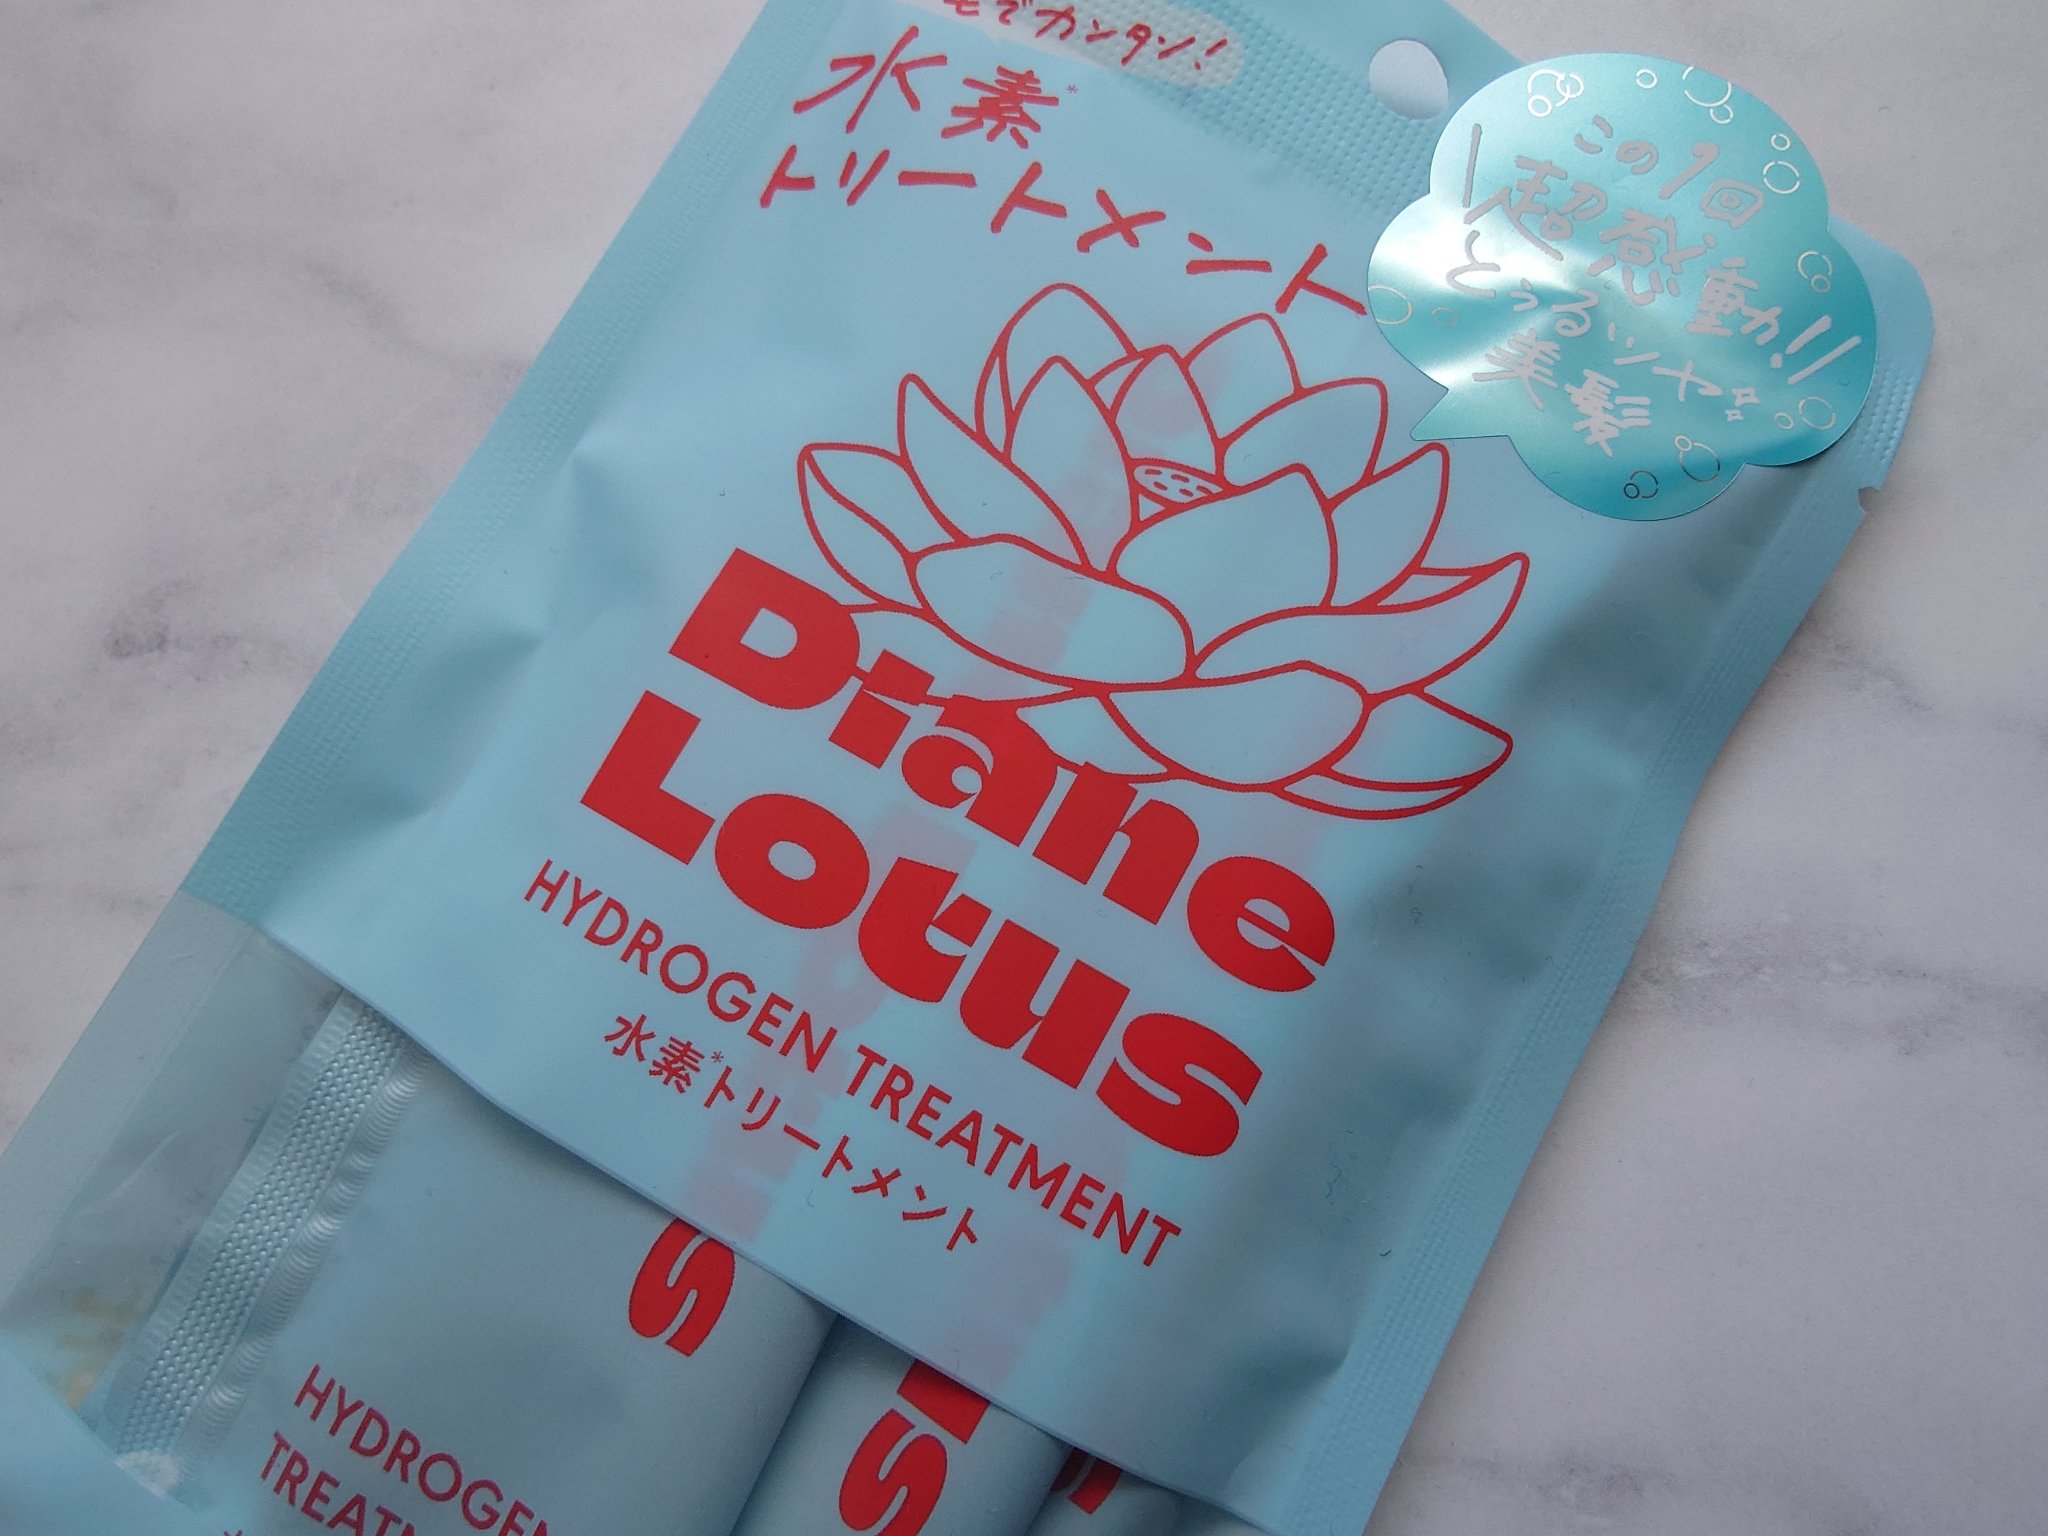 でカンタン!
水素*
トリートメント
この1回、
\超感動!!/
とぅるツヤ
美髪
Diane
Lotus
HYDROGEN TREATMENT
水素*トリートメント
S
HYDROGEN
TREATM
S